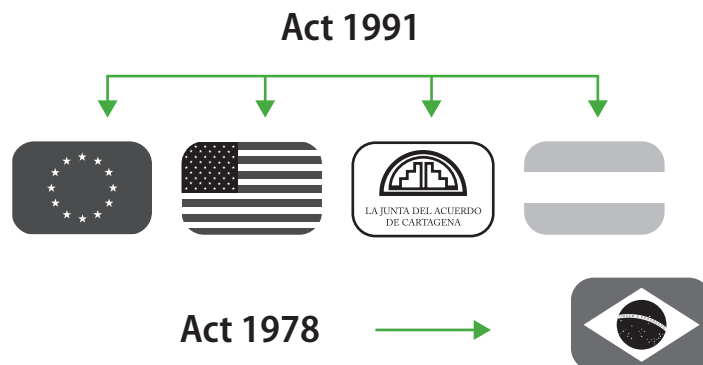 Act 1991
LA JUNTA DEL ACUERDO
DE CARTAGENA
Act 1978